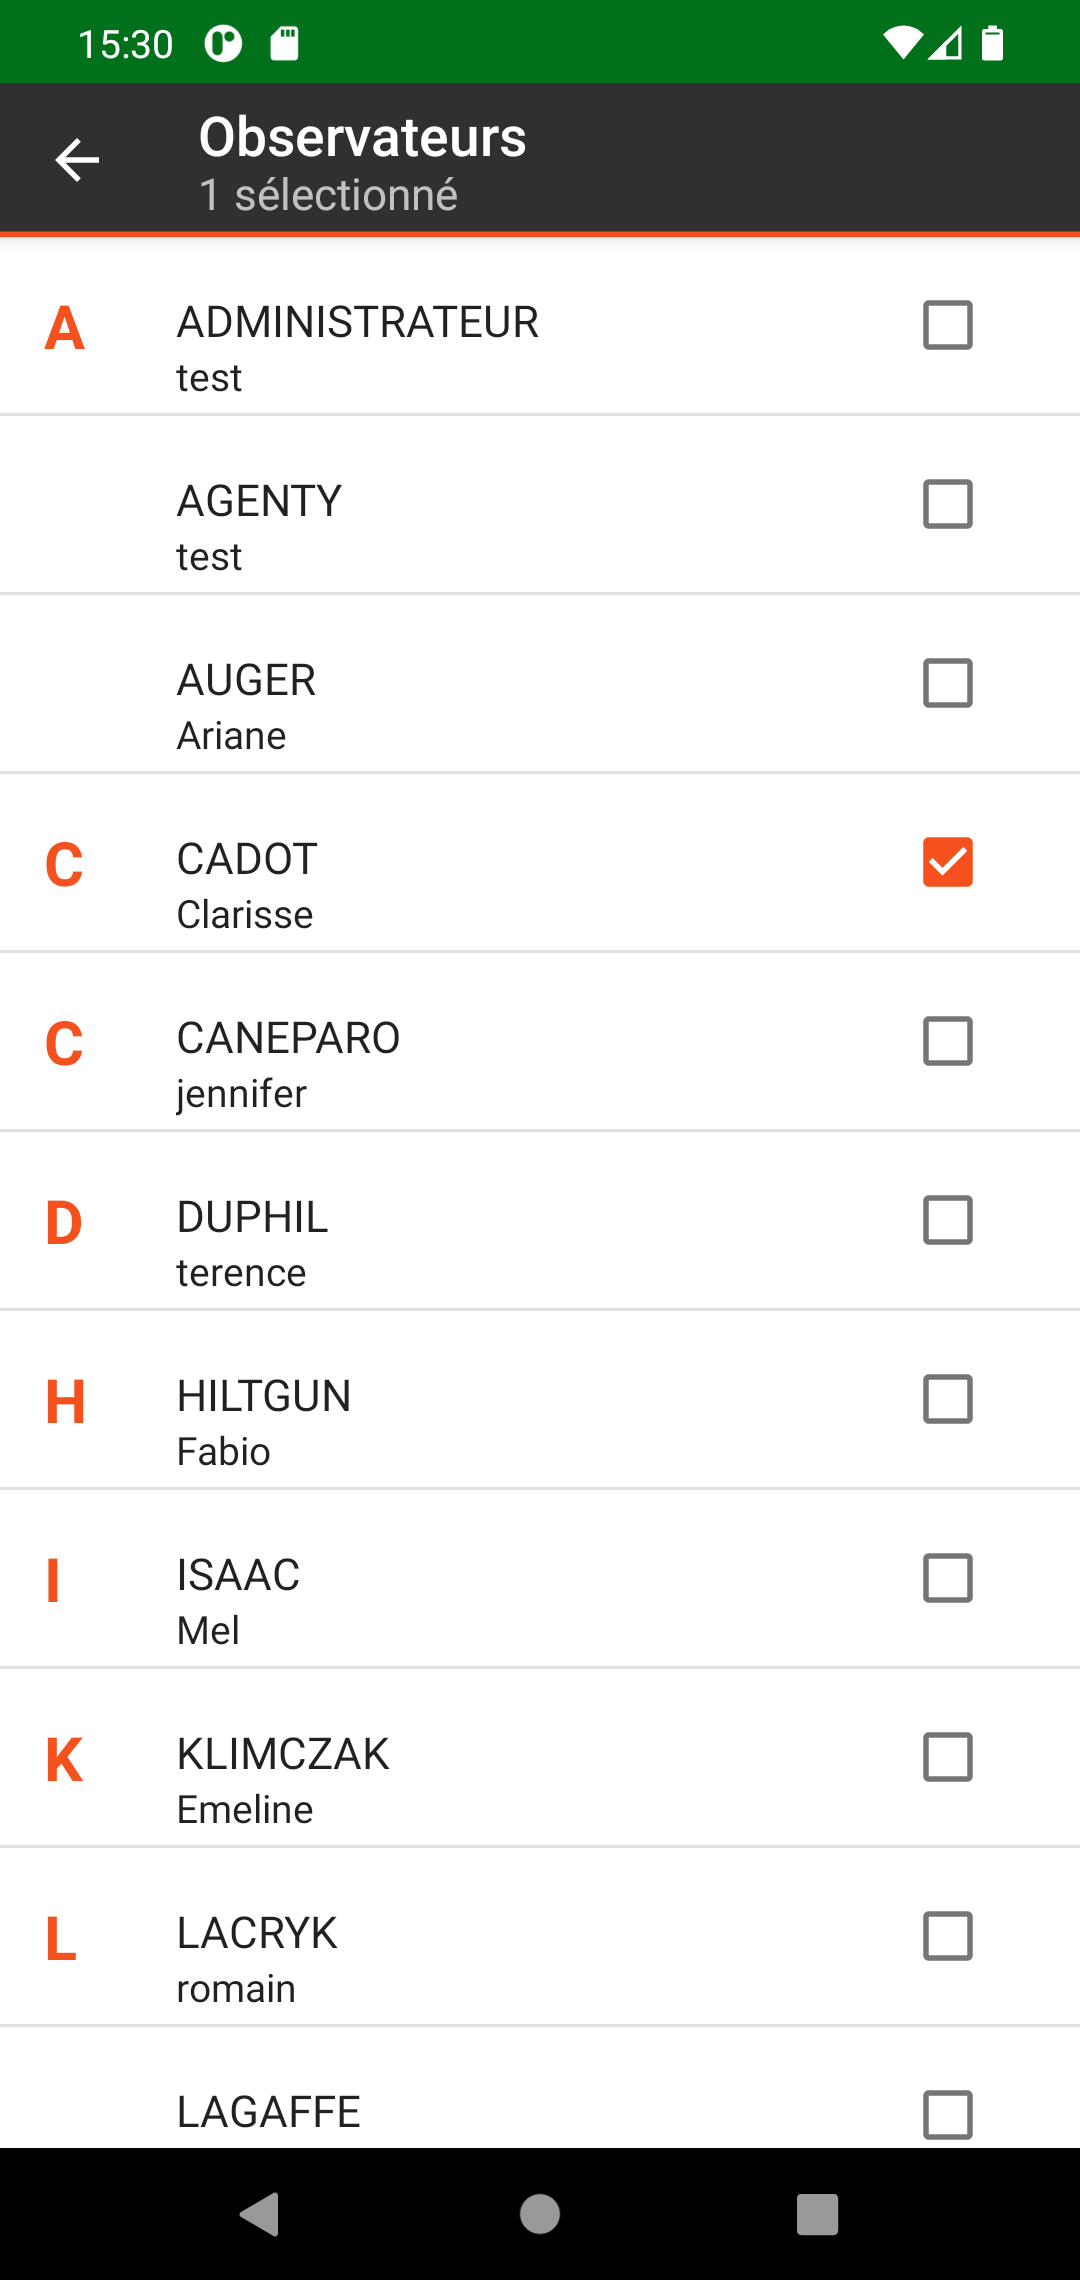 15:30
Observateurs
1 sélectionné
A
ADMINISTRATEUR
test
AGENTY
test
AUGER
Ariane
C
CADOT
Clarisse
C
CANEPARO
jennifer
D
DUPHIL
terence
H
HILTGUN
Fabio
I
ISAAC
Mel
K
KLIMCZAK
Emeline
L
LACRYK
romain
LAGAFFE